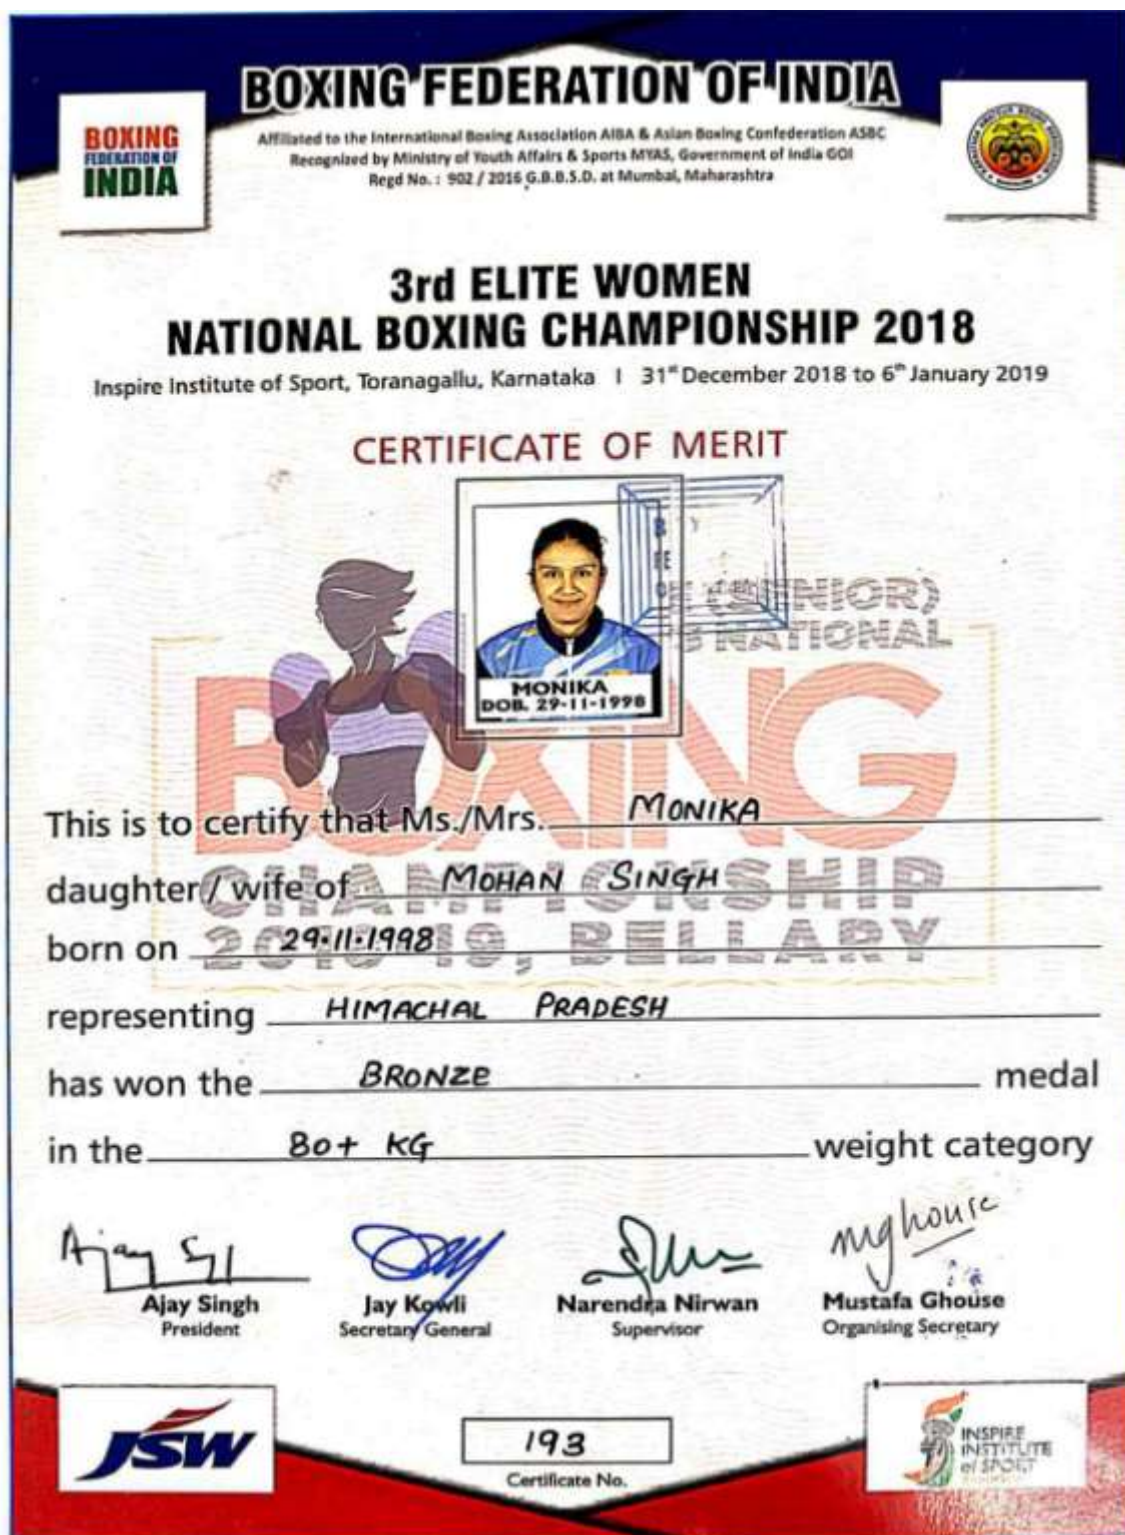 BOXING FEDERATION OF INDIA
BOXING
FEDERATION OF
INDIA
Affiliated to the International Boxing Association AIBA & Asian Boxing Confederation ASBC
Recognized by Ministry of Youth Affairs & Sports MYAS, Government of India GOI
Regd No. : 902 / 2016 G.B.B.S.D. at Mumbai, Maharashtra
3rd ELITE WOMEN
NATIONAL BOXING CHAMPIONSHIP 2018
Inspire Institute of Sport, Toranagallu, Karnataka | 31st December 2018 to 6th January 2019
CERTIFICATE OF MERIT
MONIKA
DOB. 29-11-1998
(SENIOR)
NATIONAL
BOXING
CHAMPIONSHIP
2018-19, BELLARY
This is to certify that Ms./Mrs. MONIKA
daughter / wife of MOHAN SINGH
born on 29.11.1998
representing HIMACHAL PRADESH
has won the BRONZE medal
in the 80+ KG weight category
Ajay Singh
mghouse
Ajay Singh Jay Kowli Narendra Nirwan Mustafa Ghouse
President Secretary General Supervisor Organising Secretary
JSW
193
Certificate No.
INSPIRE
INSTITUTE
of SPORT